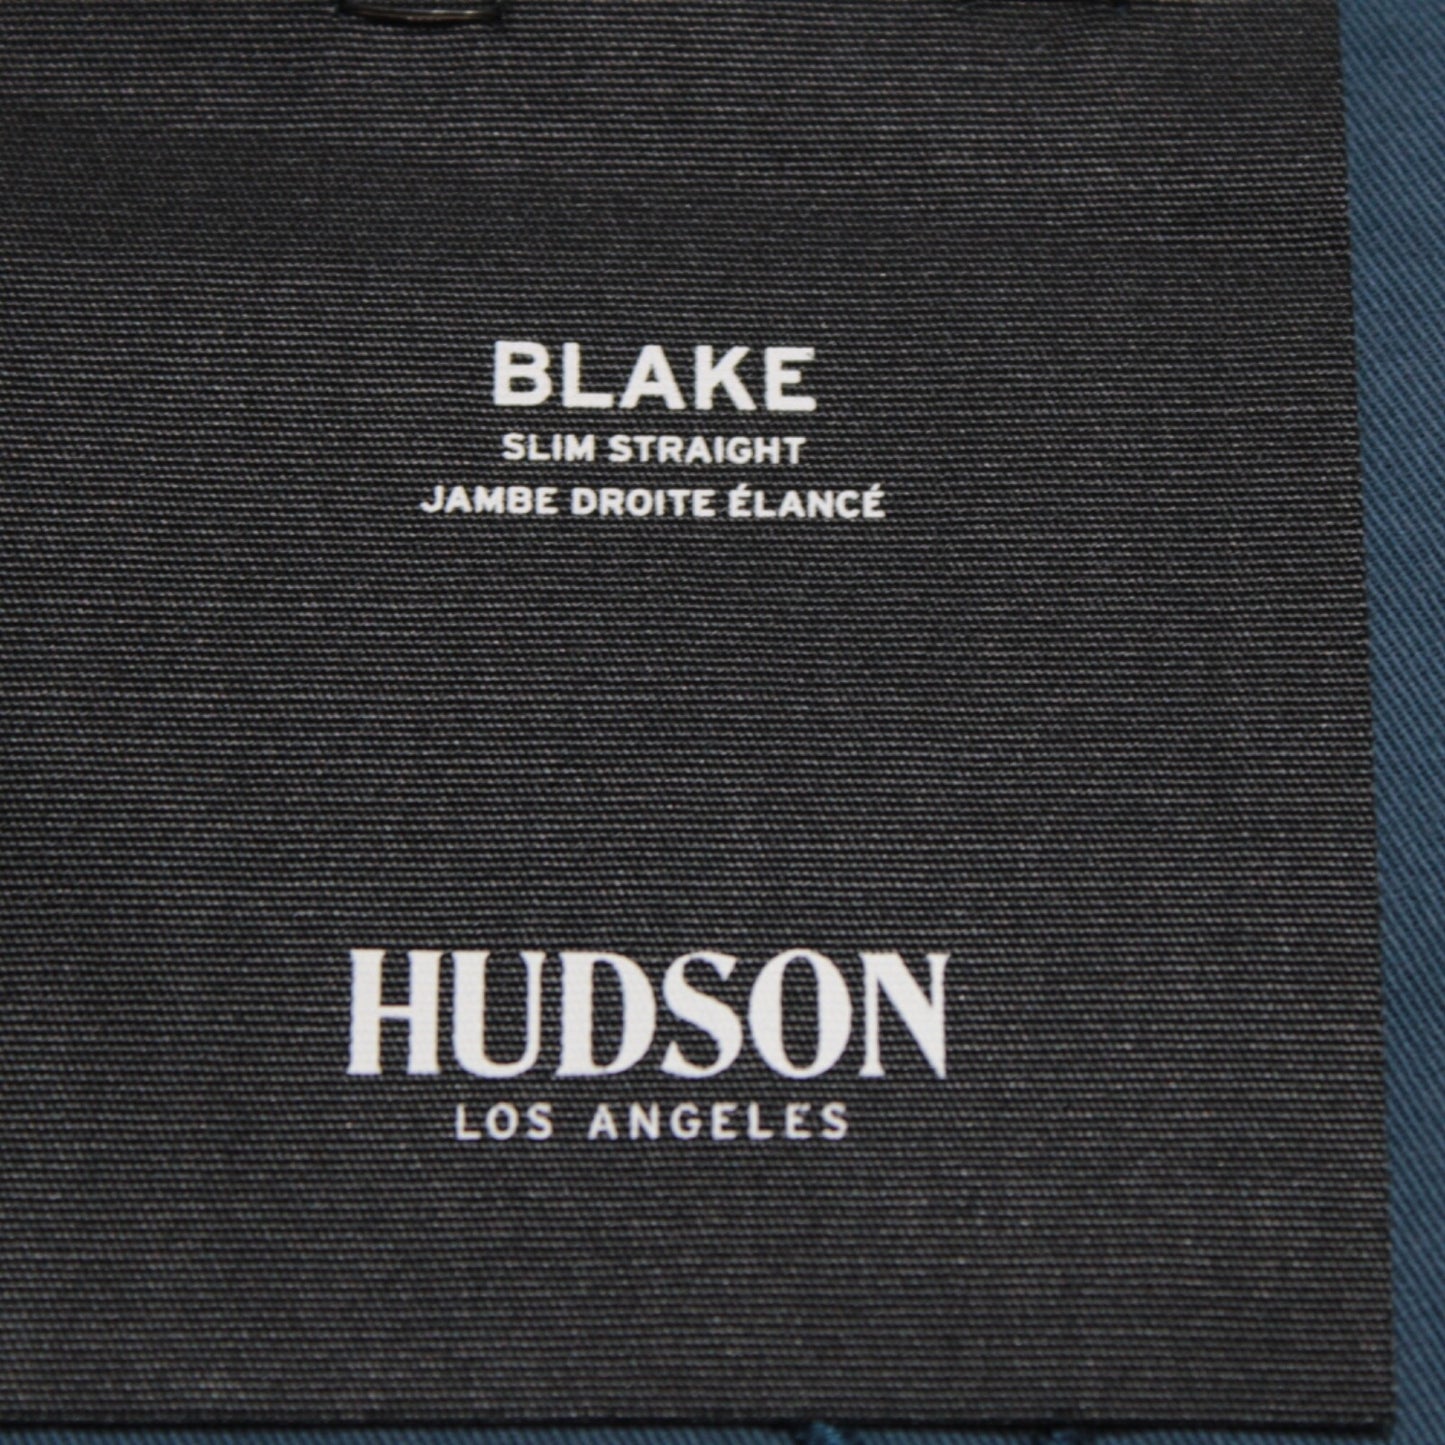 BLAKE
SLIM STRAIGHT
JAMBE DROITE ÉLANCÉ
HUDSON
LOS ANGELES